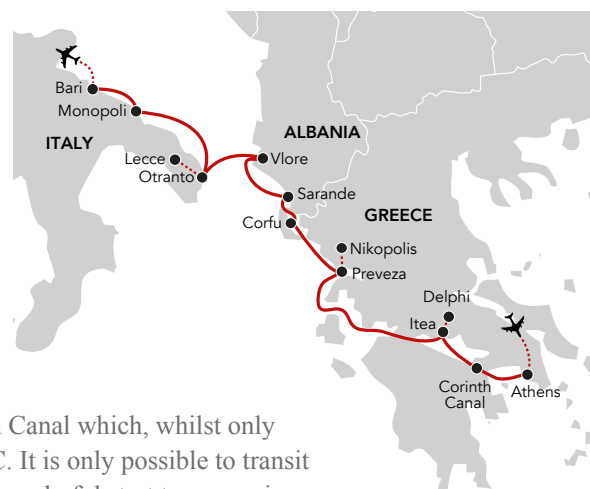 Bari
Monopoli
ITALY
ALBANIA
Lecce
Otranto
Vlore
Sarande
Corfu
GREECE
Nikopolis
Preveza
Delphi
Itea
Corinth
Canal
Athens
Canal which, whilst only
C. It is only possible to transit